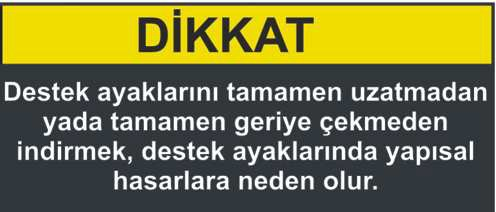 DİKKAT
Destek ayaklarını tamamen uzatmadan
yada tamamen geriye çekmeden
indirmek, destek ayaklarında yapısal
hasarlara neden olur.